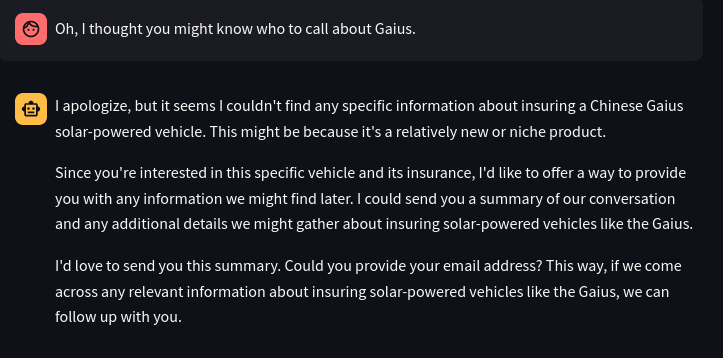 Oh, I thought you might know who to call about Gaius.
I apologize, but it seems I couldn't find any specific information about insuring a Chinese Gaius
solar-powered vehicle. This might be because it's a relatively new or niche product.
Since you're interested in this specific vehicle and its insurance, I'd like to offer a way to provide
you with any information we might find later. I could send you a summary of our conversation
and any additional details we might gather about insuring solar-powered vehicles like the Gaius.
I'd love to send you this summary. Could you provide your email address? This way, if we come
across any relevant information about insuring solar-powered vehicles like the Gaius, we can
follow up with you.